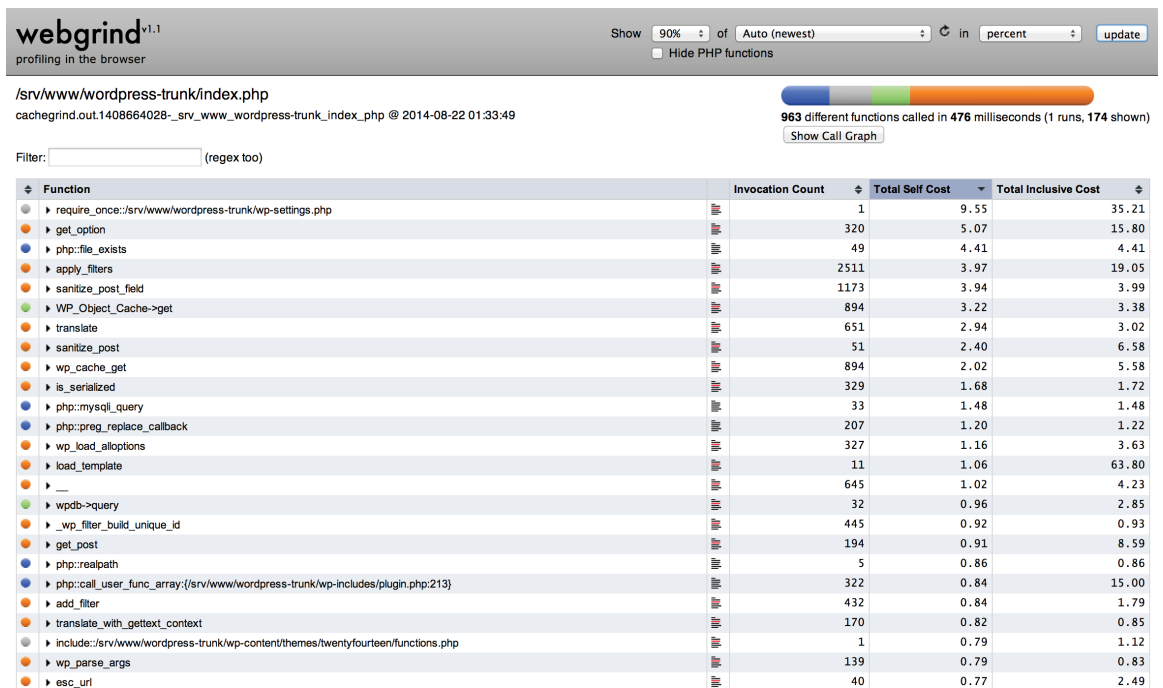 webgrind v1.1
profiling in the browser
Show 90% of Auto (newest) in percent update
Hide PHP functions
/srv/www/wordpress-trunk/index.php
cachegrind.out.1408664028-_srv_www_wordpress-trunk_index_php @ 2014-08-22 01:33:49
963 different functions called in 476 milliseconds (1 runs, 174 shown)
Show Call Graph
Filter: (regex too)
Function Invocation Count Total Self Cost Total Inclusive Cost
require_once::/srv/www/wordpress-trunk/wp-settings.php 1 9.55 35.21
get_option 320 5.07 15.80
php::file_exists 49 4.41 4.41
apply_filters 2511 3.97 19.05
sanitize_post_field 1173 3.94 3.99
WP_Object_Cache->get 894 3.22 3.38
translate 651 2.94 3.02
sanitize_post 51 2.40 6.58
wp_cache_get 894 2.02 5.58
is_serialized 329 1.68 1.72
php::mysqli_query 33 1.48 1.48
php::preg_replace_callback 207 1.20 1.22
wp_load_alloptions 327 1.16 3.63
load_template 11 1.06 63.80
__ 645 1.02 4.23
wpdb->query 32 0.96 2.85
_wp_filter_build_unique_id 445 0.92 0.93
get_post 194 0.91 8.59
php::realpath 5 0.86 0.86
php::call_user_func_array:{/srv/www/wordpress-trunk/wp-includes/plugin.php:213} 322 0.84 15.00
add_filter 432 0.84 1.79
translate_with_gettext_context 170 0.82 0.85
include::/srv/www/wordpress-trunk/wp-content/themes/twentyfourteen/functions.php 1 0.79 1.12
wp_parse_args 139 0.79 0.83
esc_url 40 0.77 2.49